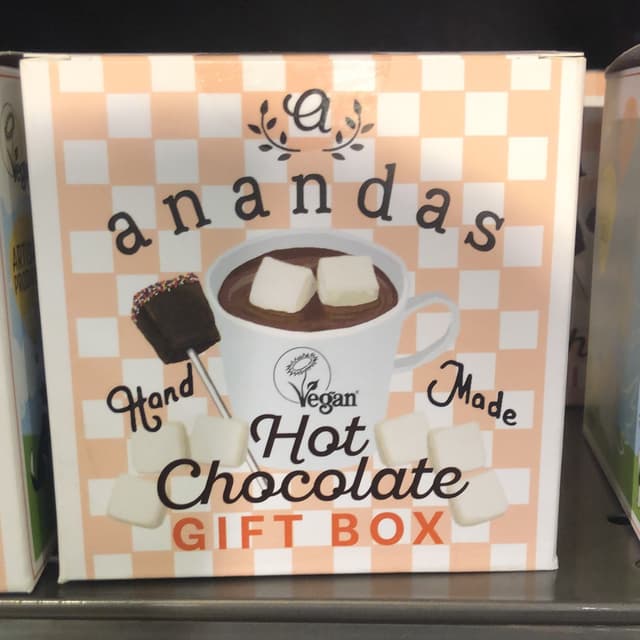 a
anandas
Hand Made
Vegan
Hot
Chocolate
GIFT BOX